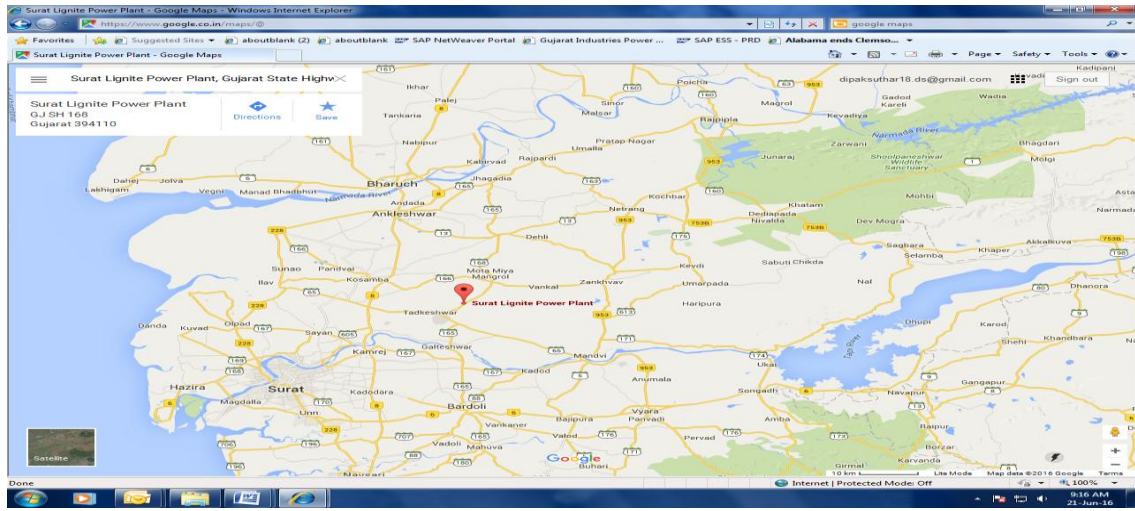 Surat Lignite Power Plant - Google Maps - Windows Internet Explorer
https://www.google.co.in/maps/@
google maps
Favorites Suggested Sites aboutblank (2) aboutblank SAP NetWeaver Portal Gujarat Industries Power ... SAP ESS - PRD Alabama ends Clemso...
Surat Lignite Power Plant - Google Maps
Page Safety Tools
Surat Lignite Power Plant, Gujarat State Highw
dipaksuthar18.ds@gmail.com Sign out
Surat Lignite Power Plant
GJ SH 168
Gujarat 394110
Directions Save
Kadipani
Ikhar
Poicha
Palej
Sinor
Malsar
Magrol
Gadod
Kareli
Wadia
Tankaria
Rajpipla
Kevadiya
Narmada River
Nabipur
Pratap Nagar
Umalla
Zarwani
Bhagdari
Kabirvad
Rajpardi
Junaraj
Shoolpaneshwar
Wildlife
Sanctuary
Molgi
Dahej Jolva
Lakhigam
Vegni Manad Bhadbhut
Narmada River
Bharuch
Jhagadia
Kochbar
Mohbi
Andada
Ankleshwar
Netrang
Khatam
Dediapada
Nivalda
Dev Mogra
Dehli
Sagbara
Selamba
Khaper
Akkalkuva
Sunao Pardvai
Mota Miya
Mangrol
Kevdi
Sabuti Chikda
Ilav
Kosamba
Vankal
Zankhvav
Umarpada
Nal
Dhanora
Surat Lignite Power Plant
Haripura
Tadkeshwar
Danda Kuvad
Olpad
Sayan
Dhupi
Karod
Shehi
Khandbara
Kamrej
Galteshwar
Mandvi
Tapi River
Ukai
Hazira
Surat
Kadodara
Kadod
Anumala
Songadh
Navapur
Gangapur
Magdalla
Unn
Bardoli
Vankaner
Bajipura
Vyara
Panvadi
Amba
Raipur
Vadoli
Mahuva
Valod
Pervad
Borzar
Satellite
Google
Buhari
Girmal
Karvanda
Navsari
10 km Lite Mode Map data ©2016 Google Terms
Done
Internet | Protected Mode: Off
100%
9:16 AM
21-Jun-16